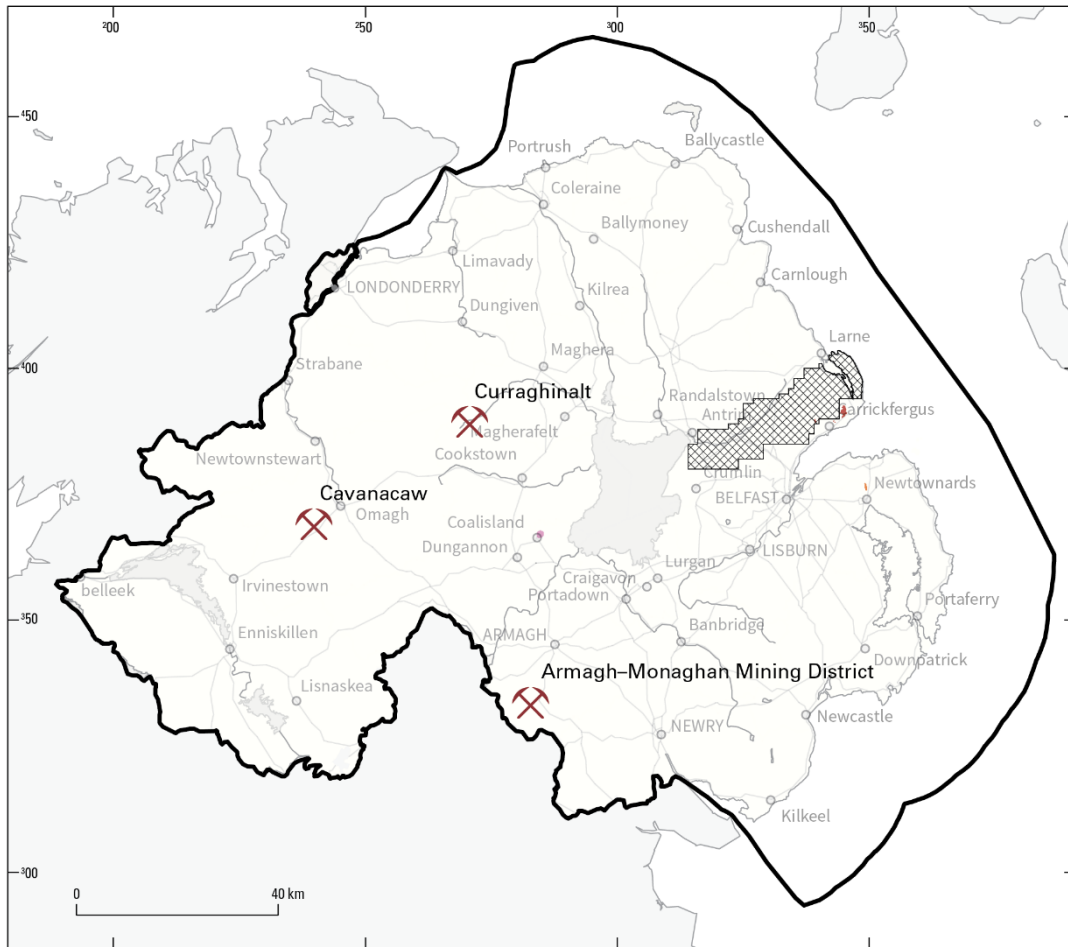 200
250
300
350
450
Ballycastle
Portrush
Coleraine
Ballymoney
Cushendall
Limavady
Carnlough
LONDONDERRY
Kilrea
Dungiven
Larne
Maghera
400
Strabane
Curraghinalt
Randalstown
Antrim
Carrickfergus
Magherafelt
Cookstown
Newtownstewart
Crumlin
Newtownards
Cavanacaw
BELFAST
Omagh
Coalisland
Dungannon
LISBURN
Lurgan
Craigavon
belleek
Irvinestown
Portadown
Portaferry
350
Banbridge
Enniskillen
ARMAGH
Downpatrick
Armagh–Monaghan Mining District
Lisnaskea
Newcastle
NEWRY
Kilkeel
300
0
40 km